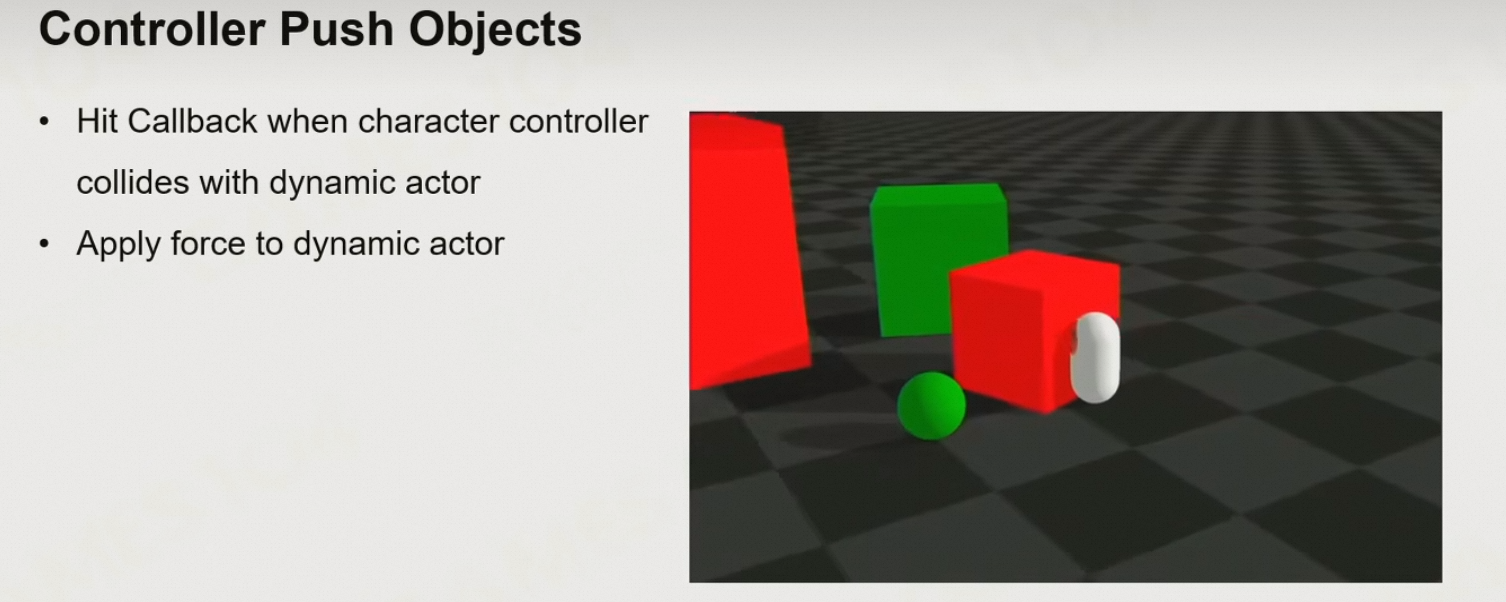 Controller Push Objects
• Hit Callback when character controller
collides with dynamic actor
• Apply force to dynamic actor